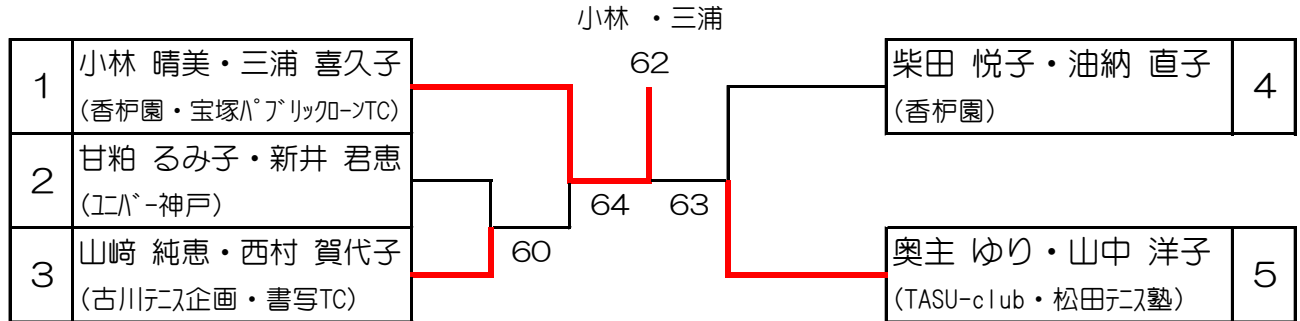 小林 ・三浦
62
1
小林 晴美・三浦 喜久子
(香枦園・宝塚ﾊﾟﾌﾞﾘｯｸﾛｰﾝTC)
2
甘粕 るみ子・新井 君恵
(ﾕﾆﾊﾞｰ神戸)
3
山﨑 純恵・西村 賀代子
(古川ﾃﾆｽ企画・書写TC)
60
64
63
柴田 悦子・油納 直子
(香枦園)
4
奥主 ゆり・山中 洋子
(TASU-club・松田ﾃﾆｽ塾)
5